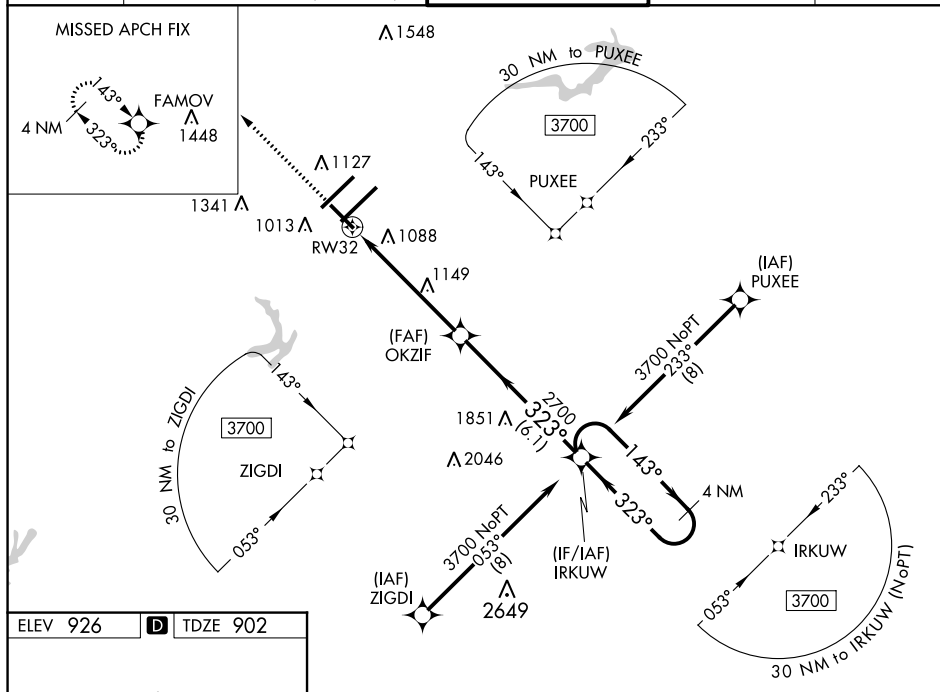 MISSED APCH FIX
143°
FAMOV
4 NM
323°
1448
1548
30 NM to PUXEE
3700
143°
233°
PUXEE
1127
1341
1013
RW32
1088
1149
(FAF)
OKZIF
(IAF)
PUXEE
3700 NoPT
233°
(8)
30 NM to ZIGDI
143°
3700
ZIGDI
053°
2700
323°
(6.1)
1851
2046
143°
323°
4 NM
3700 NoPT
053°
(8)
(IF/IAF)
IRKUW
(IAF)
ZIGDI
2649
233°
IRKUW
053°
3700
30 NM to IRKUW (NoPT)
ELEV 926 D TDZE 902